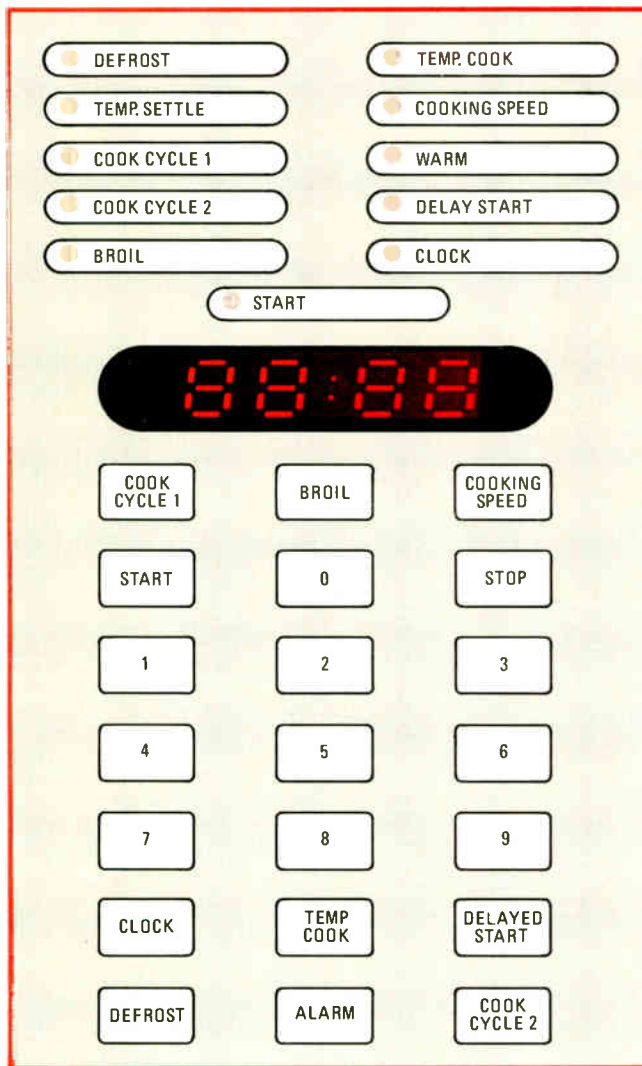 DEFROST
TEMP. COOK
TEMP. SETTLE
COOKING SPEED
COOK CYCLE 1
WARM
COOK CYCLE 2
DELAY START
BROIL
CLOCK
START
88:88
COOK
CYCLE 1
BROIL
COOKING
SPEED
START
0
STOP
1
2
3
4
5
6
7
8
9
CLOCK
TEMP
COOK
DELAYED
START
DEFROST
ALARM
COOK
CYCLE 2